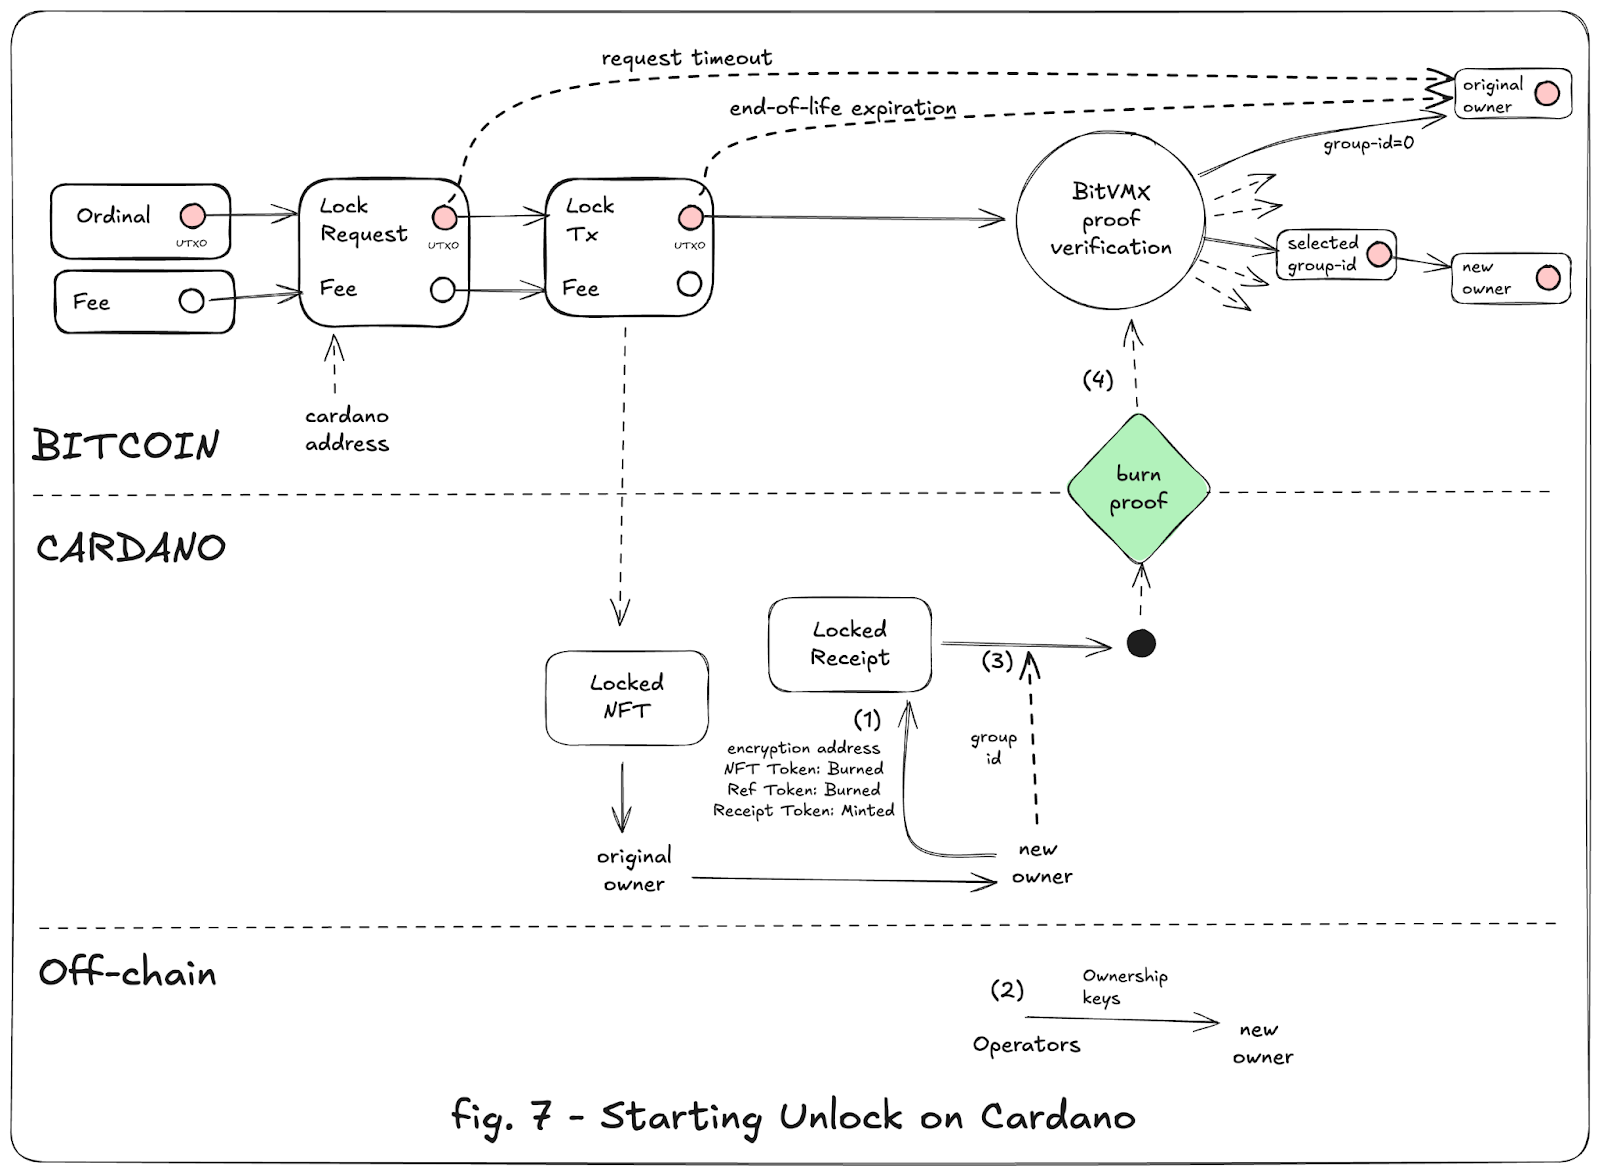 request timeout
end-of-life expiration
original
owner
group-id=0
Ordinal
UTXO
Fee
Lock
Request
UTXO
Fee
Lock
Tx
UTXO
Fee
BitVMX
proof
verification
selected
group-id
new
owner
cardano
address
(4)
BITCOIN
burn
proof
CARDANO
Locked
Receipt
(3)
Locked
NFT
(1)
encryption address
NFT Token: Burned
Ref Token: Burned
Receipt Token: Minted
group
id
original
owner
new
owner
Off-chain
(2)
Ownership
keys
Operators
new
owner
fig. 7 - Starting Unlock on Cardano